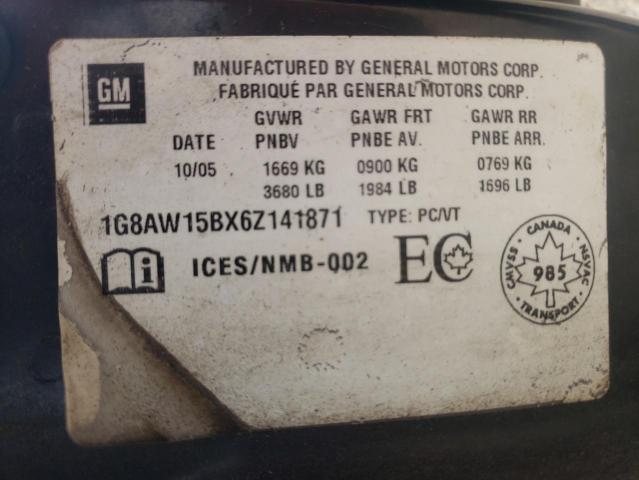 GM
MANUFACTURED BY GENERAL MOTORS CORP.
FABRIQUÉ PAR GENERAL MOTORS CORP.
GVWR GAWR FRT GAWR RR
DATE PNBV PNBE AV. PNBE ARR.
10/05 1669 KG 0900 KG 0769 KG
3680 LB 1984 LB 1696 LB
1G8AW15BX6Z141871 TYPE: PC/VT
i ICES/NMB-002 EC
CANADA
CMVSS 985 NSVAC
TRANSPORT